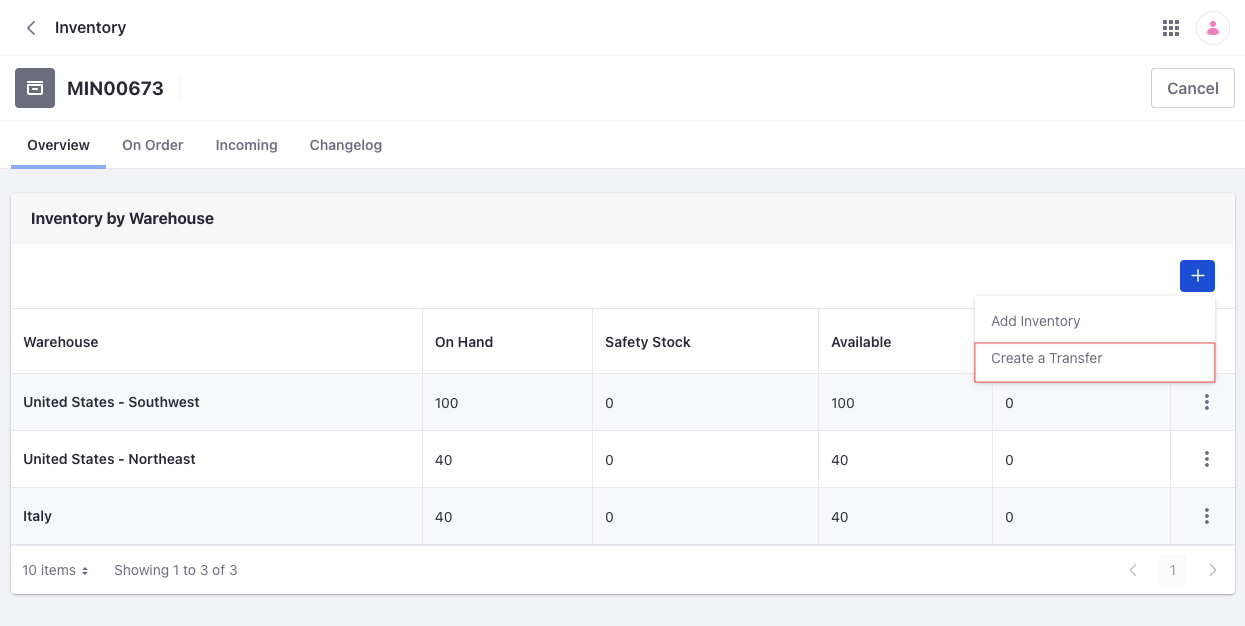 Inventory
MIN00673
Cancel
Overview On Order Incoming Changelog
Inventory by Warehouse
Add Inventory
Create a Transfer
Warehouse On Hand Safety Stock Available
United States - Southwest 100 0 100 0
United States - Northeast 40 0 40 0
Italy 40 0 40 0
10 items Showing 1 to 3 of 3 1